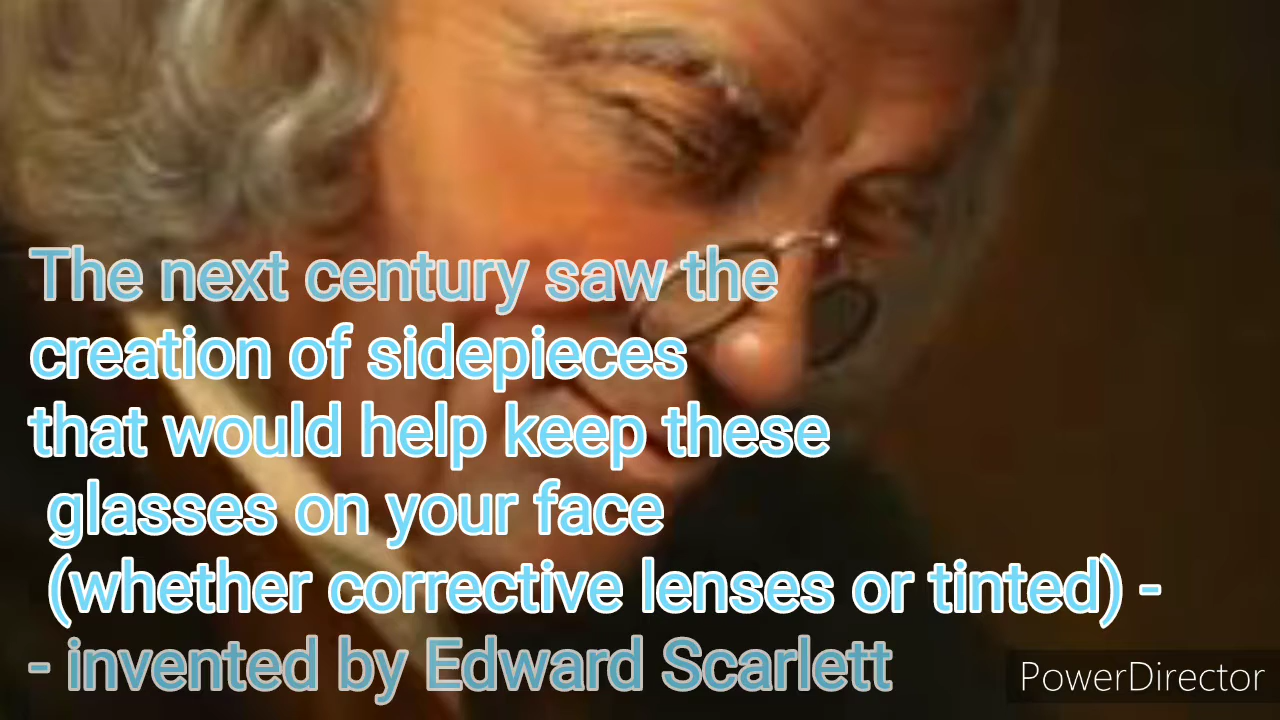 The next century saw the
creation of sidepieces
that would help keep these
glasses on your face
(whether corrective lenses or tinted) -
- invented by Edward Scarlett
PowerDirector